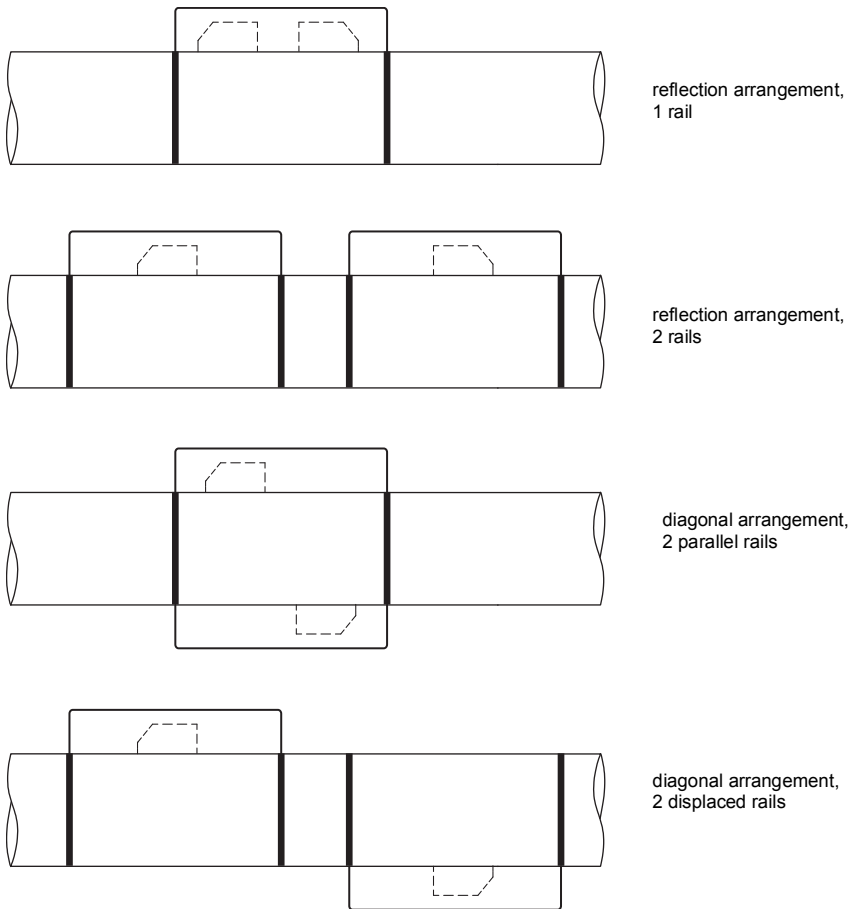 reflection arrangement,
1 rail
reflection arrangement,
2 rails
diagonal arrangement,
2 parallel rails
diagonal arrangement,
2 displaced rails